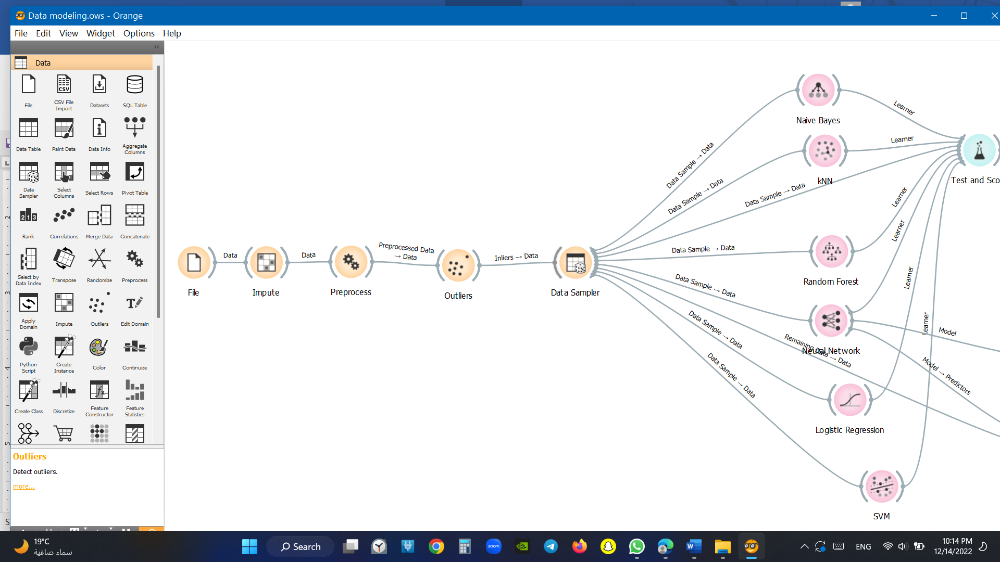 Data modeling.ows - Orange
File Edit View Widget Options Help
Data
File
CSV File
Import
Datasets
SQL Table
Data Table
Paint Data
Data Info
Aggregate
Columns
Data
Sampler
Select
Columns
Select Rows
Pivot Table
Rank
Correlations
Merge Data
Concatenate
Select by
Data Index
Transpose
Randomize
Preprocess
Apply
Domain
Impute
Outliers
Edit Domain
Python
Script
Create
Instance
Color
Continuize
Create Class
Discretize
Feature
Constructor
Feature
Statistics
Outliers
Detect outliers.
more...
File
Data
Impute
Data
Preprocess
Preprocessed Data
→ Data
Outliers
Inliers → Data
Data Sampler
Data Sample → Data
Data Sample → Data
Data Sample → Data
Data Sample → Data
Data Sample → Data
Data Sample → Data
Remaining Data → Data
Data Sample → Data
Naive Bayes
kNN
Random Forest
Neural Network
Logistic Regression
SVM
Learner
Learner
Learner
Learner
Learner
Learner
Model
Model → Predictors
Test and Sco
2
3
4
5
19°C
سماء صافية
Search
zoom
ENG
10:14 PM
12/14/2022